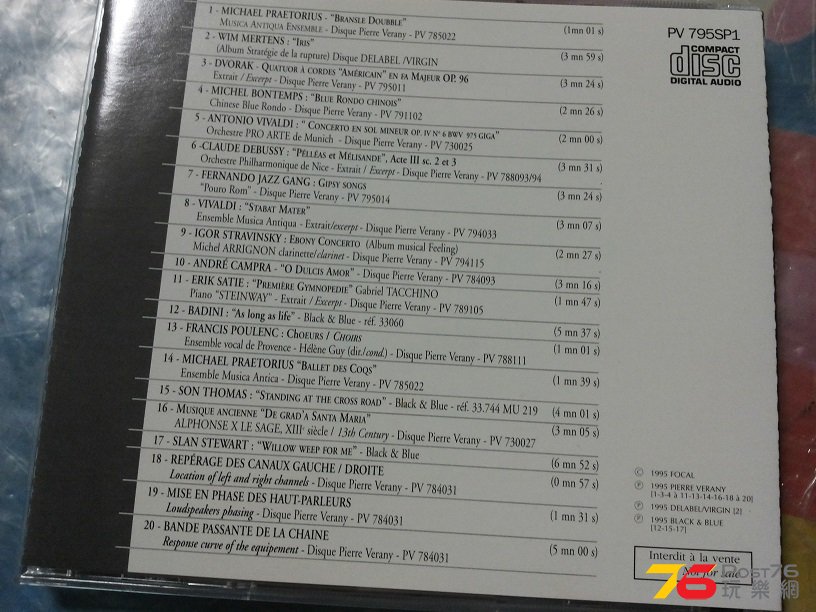 1 - MICHAEL PRAETORIUS - "BRANSLE DOUBBLE"
MUSICA ANTIQUA ENSEMBLE - Disque Pierre Verany - PV 785022 (1mn 01 s)
2 - WIM MERTENS : "IRIS"
(Album Stratégie de la rupture) Disque DELABEL /VIRGIN (3 mn 59 s)
3 - DVORAK - QUATUOR À CORDES "AMÉRICAIN" EN FA MAJEUR OP. 96
Extrait / Excerpt - Disque Pierre Verany - PV 795011 (3 mn 24 s)
4 - MICHEL BONTEMPS : "BLUE RONDO CHINOIS"
Chinese Blue Rondo - Disque Pierre Verany - PV 791102 (2 mn 26 s)
5 - ANTONIO VIVALDI : " CONCERTO EN SOL MINEUR OP. IV N° 6 BWV 975 GIGA"
Orchestre PRO ARTE de Munich - Disque Pierre Verany - PV 730025 (2 mn 00 s)
6 -CLAUDE DEBUSSY : "PELLÉAS ET MÉLISANDE", Acte III sc. 2 et 3
Orchestre Philharmonique de Nice - Extrait / Excerpt - Disque Pierre Verany - PV 788093/94 (3 mn 31 s)
7 - FERNANDO JAZZ GANG : GIPSY SONGS
"Pouro Rom" - Disque Pierre Verany - PV 795014 (3 mn 24 s)
8 - VIVALDI : "STABAT MATER"
Ensemble Musica Antiqua - Extrait/excerpt - Disque Pierre Verany - PV 794033 (3 mn 07 s)
9 - IGOR STRAVINSKY : EBONY CONCERTO (Album musical Feeling)
Michel ARRIGNON clarinette/clarinet - Disque Pierre Verany - PV 794115 (2 mn 27 s)
10 - ANDRÉ CAMPRA - "O DULCIS AMOR" - Disque Pierre Verany - PV 784093 (3 mn 16 s)
11 - ERIK SATIE : "PREMIÈRE GYMNOPEDIE" Gabriel TACCHINO
Piano "STEINWAY" - Extrait / Excerpt - Disque Pierre Verany - PV 789105 (1 mn 47 s)
12 - BADINI : "As long as life" - Black & Blue - réf. 33060 (5 mn 37 s)
13 - FRANCIS POULENC : CHOEURS / CHOIRS
Ensemble vocal de Provence - Hélène Guy (dir./cond.) - Disque Pierre Verany - PV 788111 (1 mn 01 s)
14 - MICHAEL PRAETORIUS "BALLET DES COQS"
Ensemble Musica Antica - Disque Pierre Verany - PV 785022 (1 mn 39 s)
15 - SON THOMAS : "STANDING AT THE CROSS ROAD" - Black & Blue - réf. 33.744 MU 219 (4 mn 01 s)
16 - MUSIQUE ANCIENNE "DE GRAD'A SANTA MARIA"
ALPHONSE X LE SAGE, XIIIe siècle / 13th Century - Disque Pierre Verany - PV 730027 (3 mn 05 s)
17 - SLAN STEWART : "WILLOW WEEP FOR ME" - Black & Blue (6 mn 52 s)
18 - REPÉRAGE DES CANAUX GAUCHE / DROITE
Location of left and right channels - Disque Pierre Verany - PV 784031 (0 mn 57 s)
19 - MISE EN PHASE DES HAUT-PARLEURS
Loudspeakers phasing - Disque Pierre Verany - PV 784031 (1 mn 31 s)
20 - BANDE PASSANTE DE LA CHAINE
Response curve of the equipement - Disque Pierre Verany - PV 784031 (5 mn 00 s)
PV 795SP1
COMPACT
disc
DIGITAL AUDIO
© 1995 FOCAL
℗ 1995 PIERRE VERANY
[1-3-4 à 11-13-14-16-18 à 20]
℗ 1995 DELABEL/VIRGIN [2]
℗ 1995 BLACK & BLUE
[12-15-17]
Interdit à la vente
Not for sale
76 Post76
玩樂網